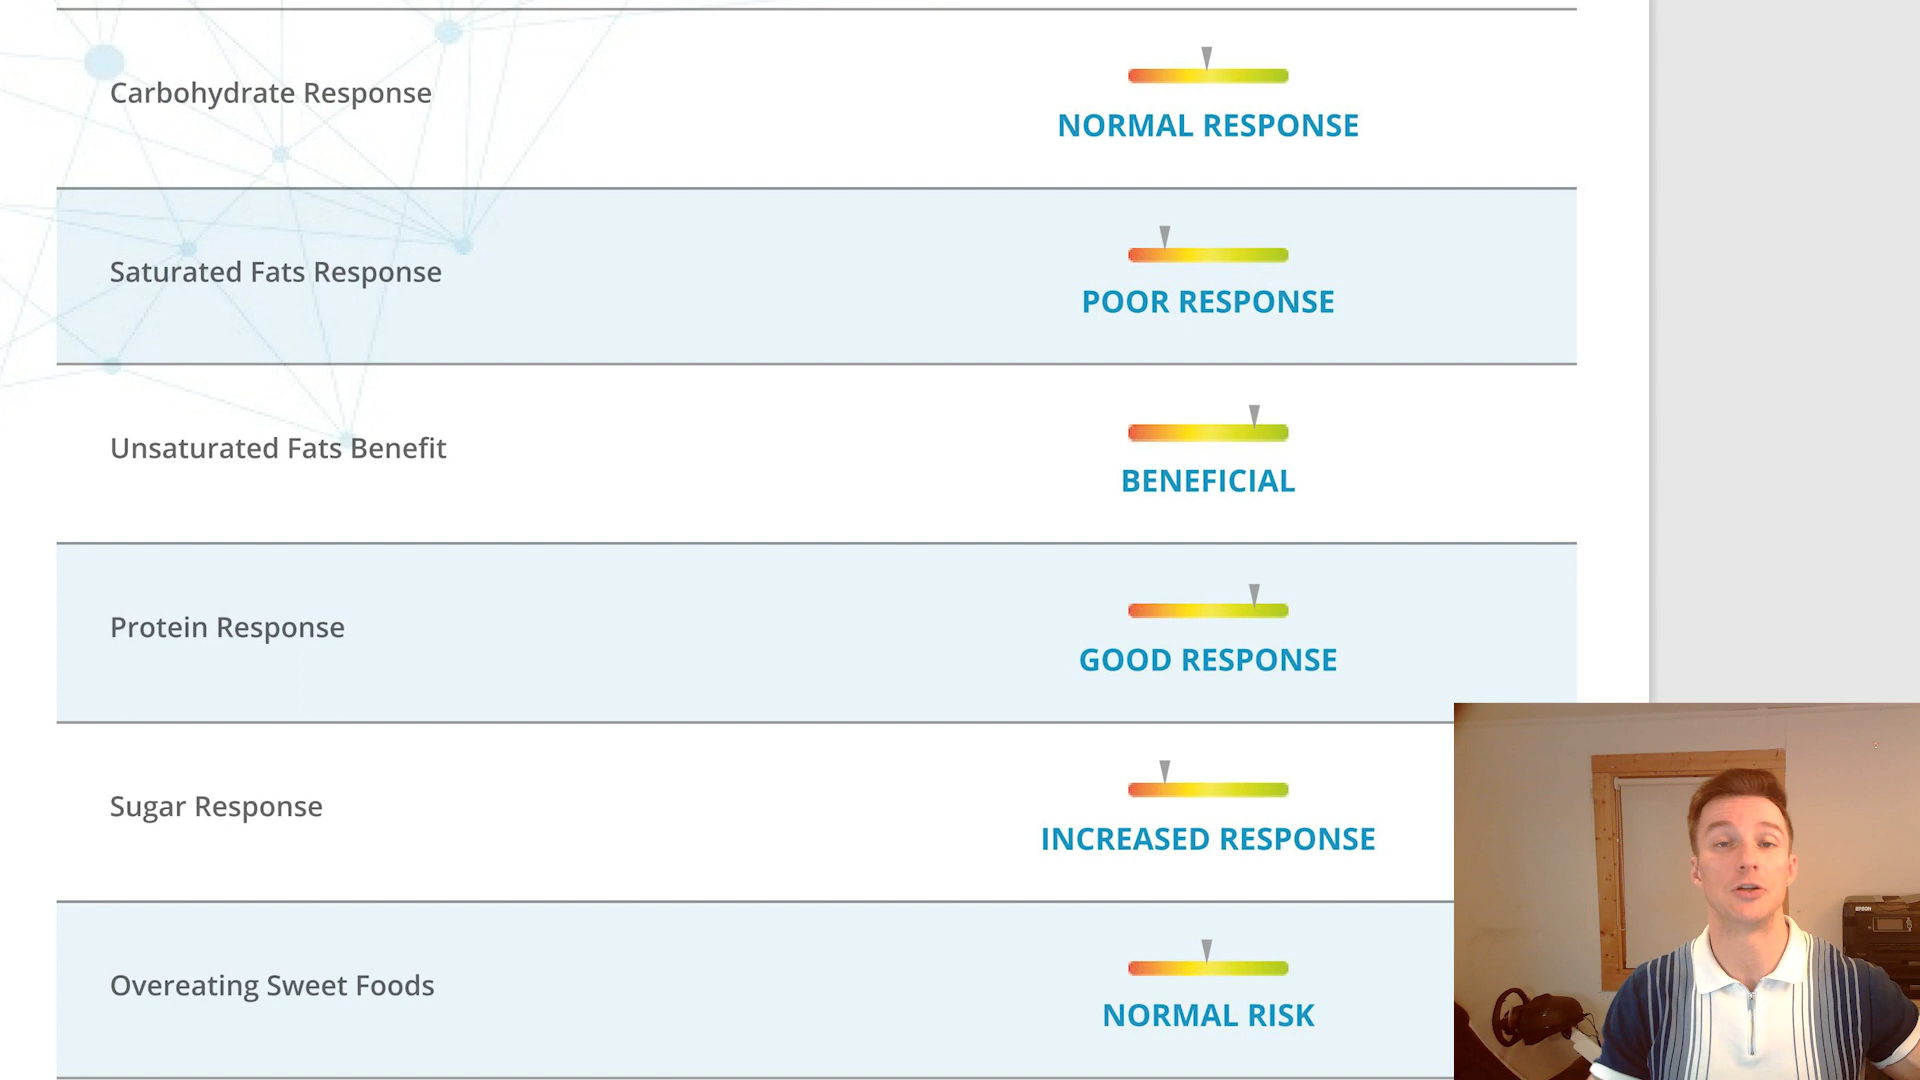 Carbohydrate Response
NORMAL RESPONSE
Saturated Fats Response
POOR RESPONSE
Unsaturated Fats Benefit
BENEFICIAL
Protein Response
GOOD RESPONSE
Sugar Response
INCREASED RESPONSE
Overeating Sweet Foods
NORMAL RISK
EPSON